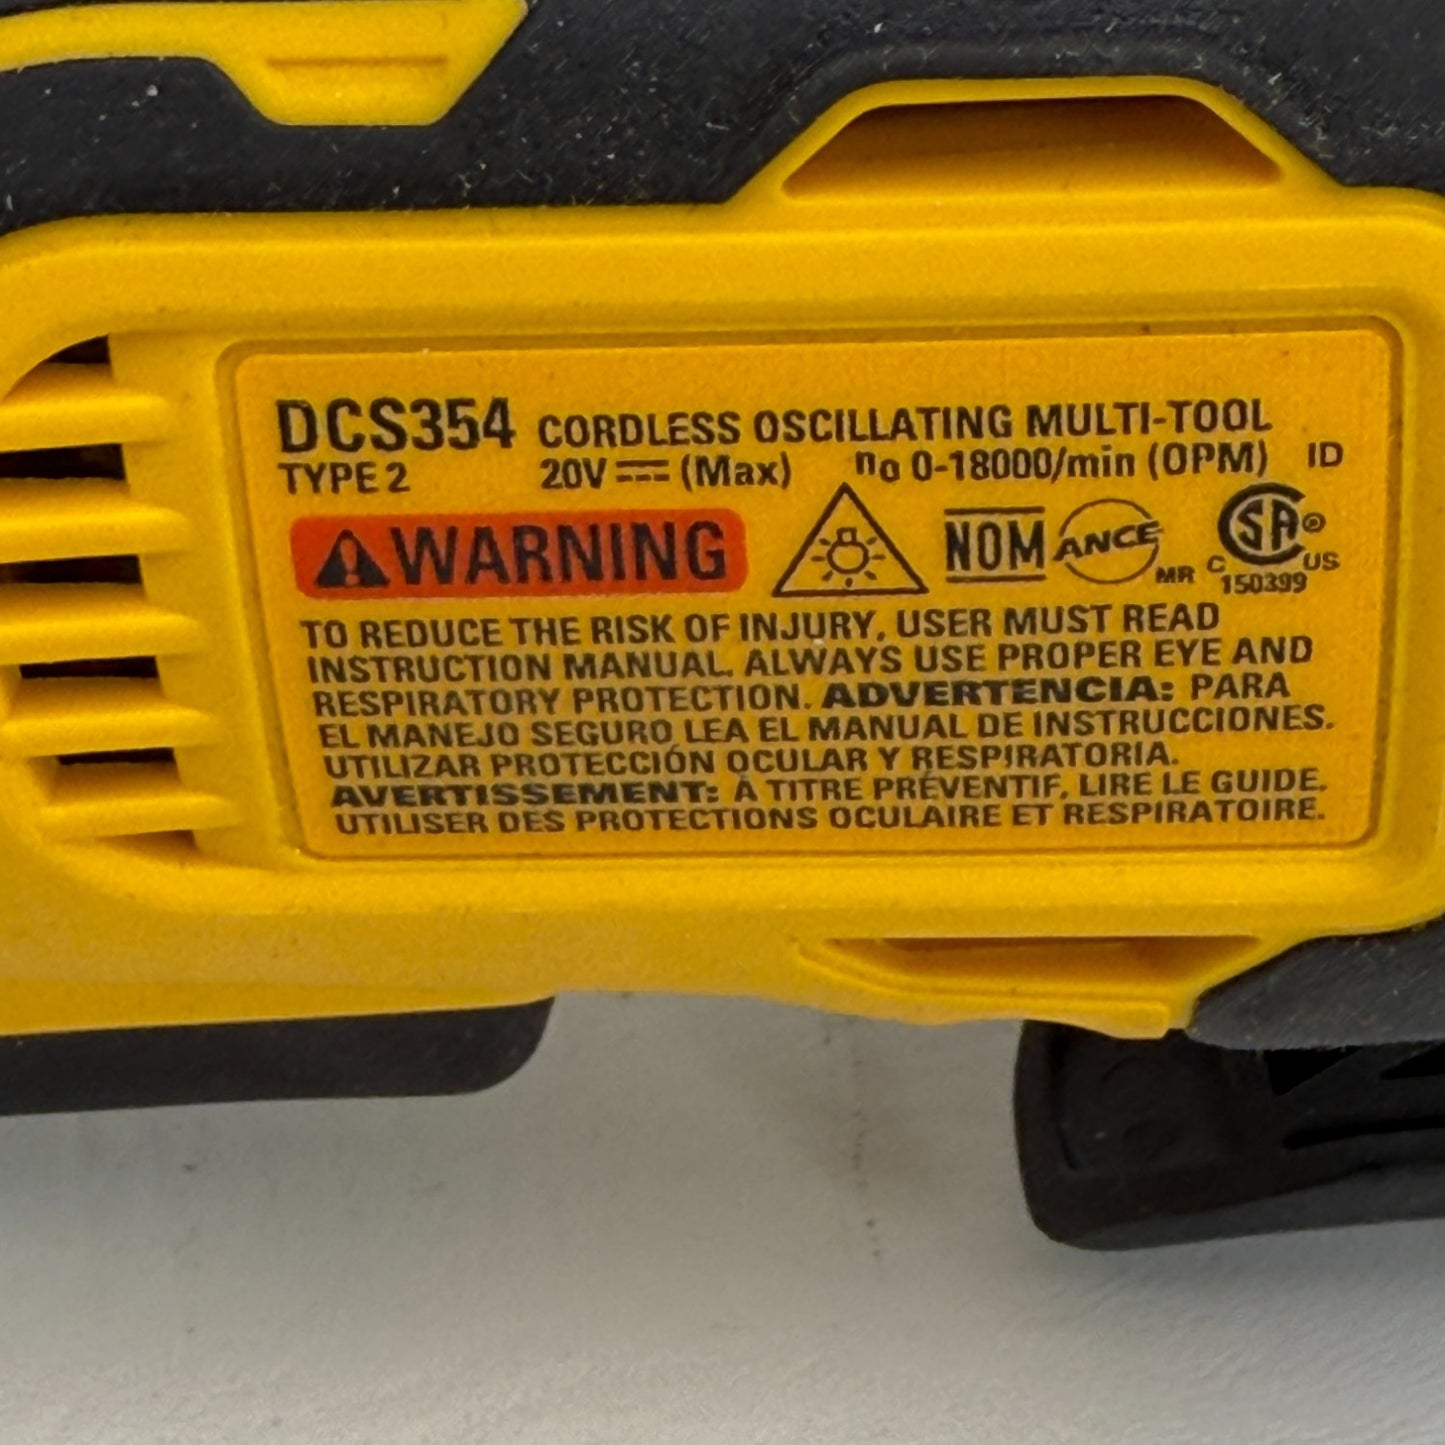 DCS354 CORDLESS OSCILLATING MULTI-TOOL
TYPE 2 20V ⎓ (Max) no 0-18000/min (OPM) ID
WARNING NOM ANCE MR C SA ® US
150399
TO REDUCE THE RISK OF INJURY, USER MUST READ
INSTRUCTION MANUAL. ALWAYS USE PROPER EYE AND
RESPIRATORY PROTECTION. ADVERTENCIA: PARA
EL MANEJO SEGURO LEA EL MANUAL DE INSTRUCCIONES.
UTILIZAR PROTECCIÓN OCULAR Y RESPIRATORIA.
AVERTISSEMENT: À TITRE PRÉVENTIF, LIRE LE GUIDE.
UTILISER DES PROTECTIONS OCULAIRE ET RESPIRATOIRE.